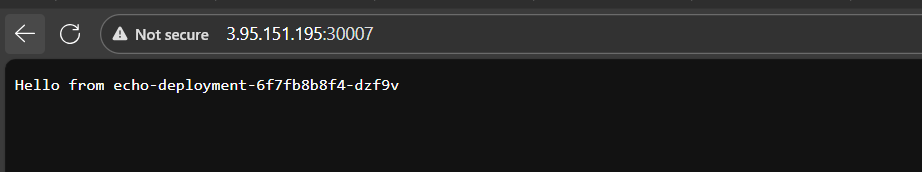 Not secure 3.95.151.195:30007
Hello from echo-deployment-6f7fb8b8f4-dzf9v